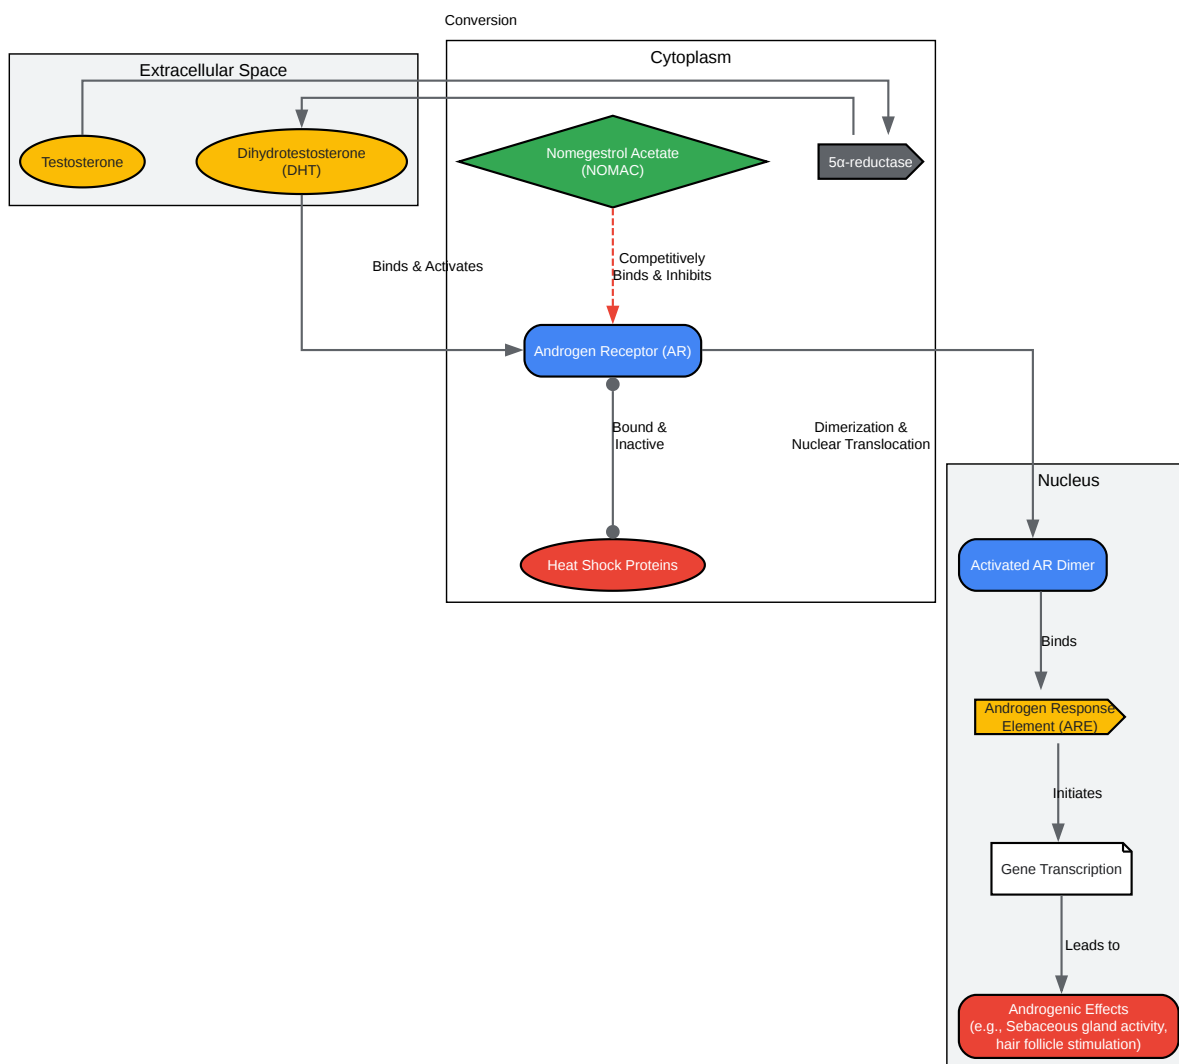 Conversion
Extracellular Space
Cytoplasm
Testosterone
Dihydrotestosterone
(DHT)
Nomegestrol Acetate
(NOMAC)
5α-reductase
Binds & Activates
Competitively
Binds & Inhibits
Androgen Receptor (AR)
Bound &
Inactive
Dimerization &
Nuclear Translocation
Heat Shock Proteins
Nucleus
Activated AR Dimer
Binds
Androgen Response
Element (ARE)
Initiates
Gene Transcription
Leads to
Androgenic Effects
(e.g., Sebaceous gland activity,
hair follicle stimulation)